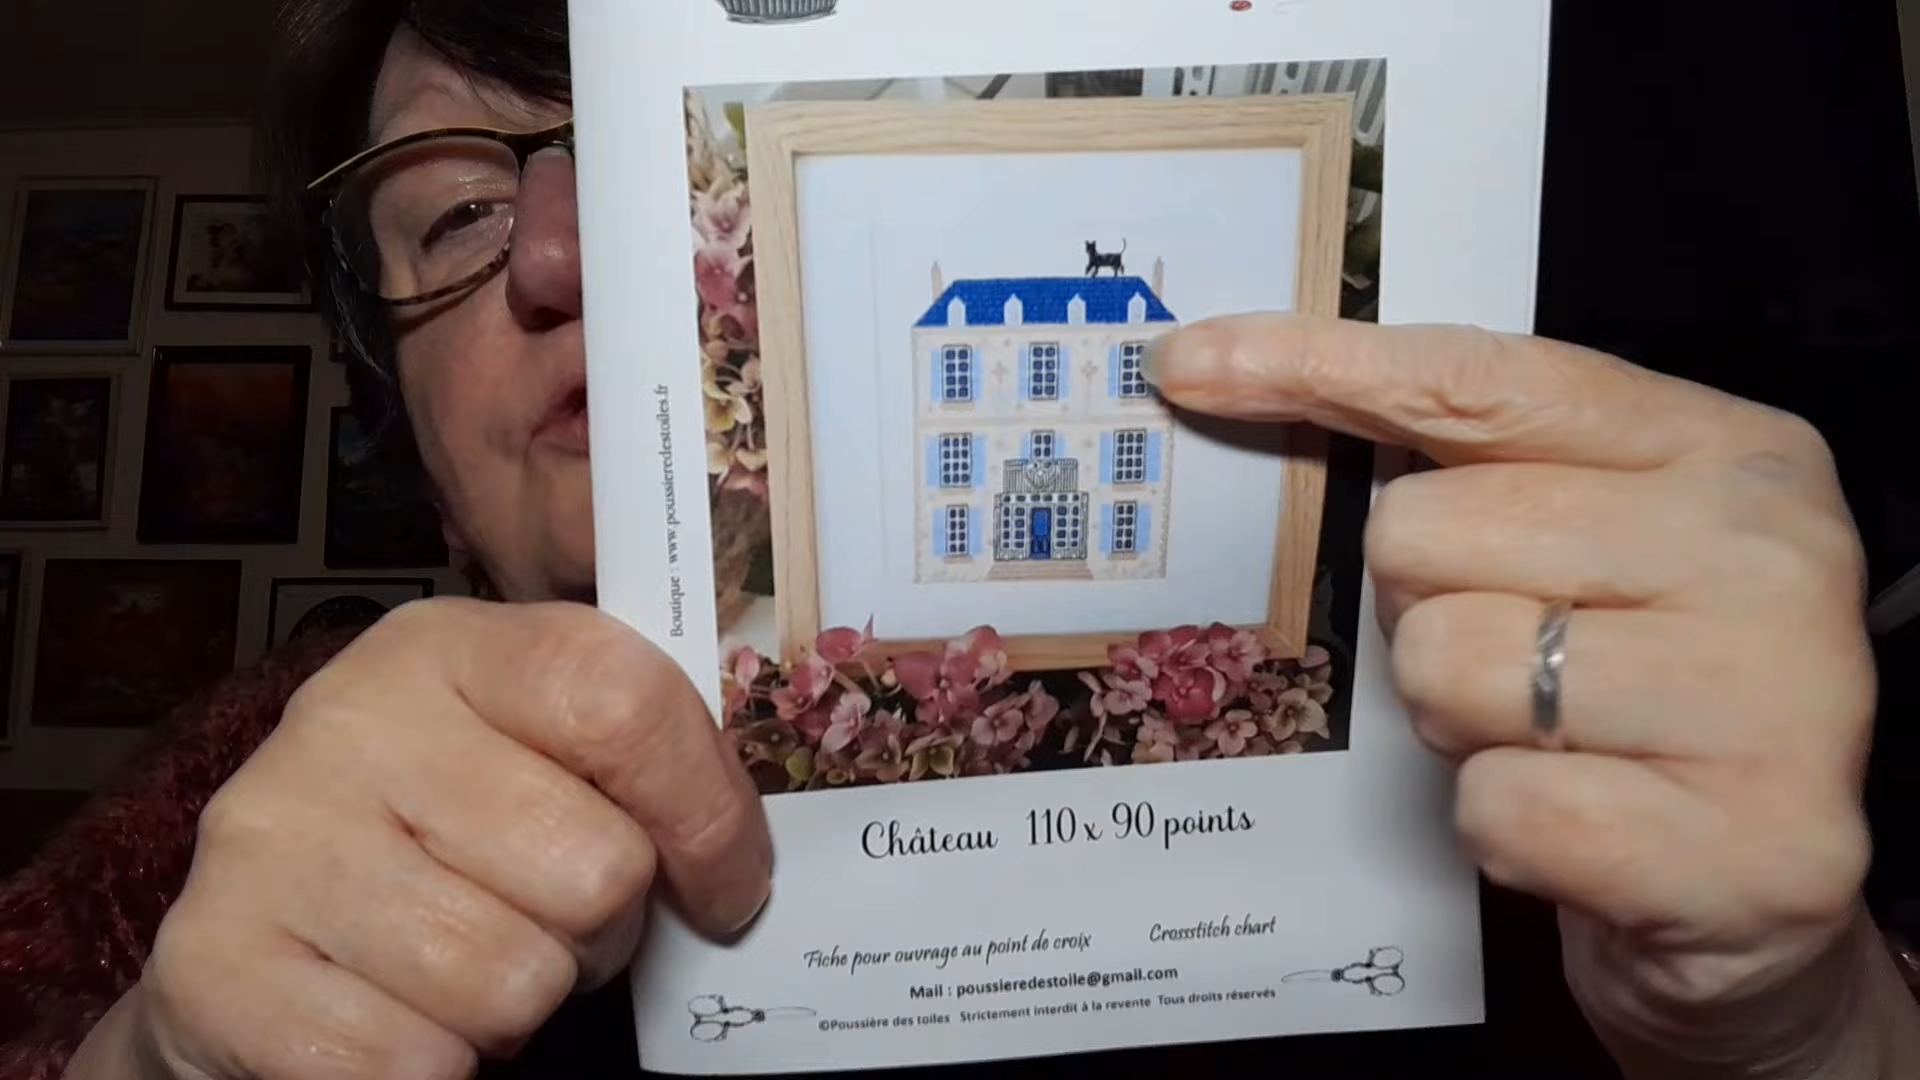 Boutique : www.poussieredestoiles.fr
Château 110 x 90 points
Fiche pour ouvrage au point de croix Crossstitch chart
Mail : poussieredestoile@gmail.com
©Poussière des toiles Strictement interdit à la revente Tous droits réservés